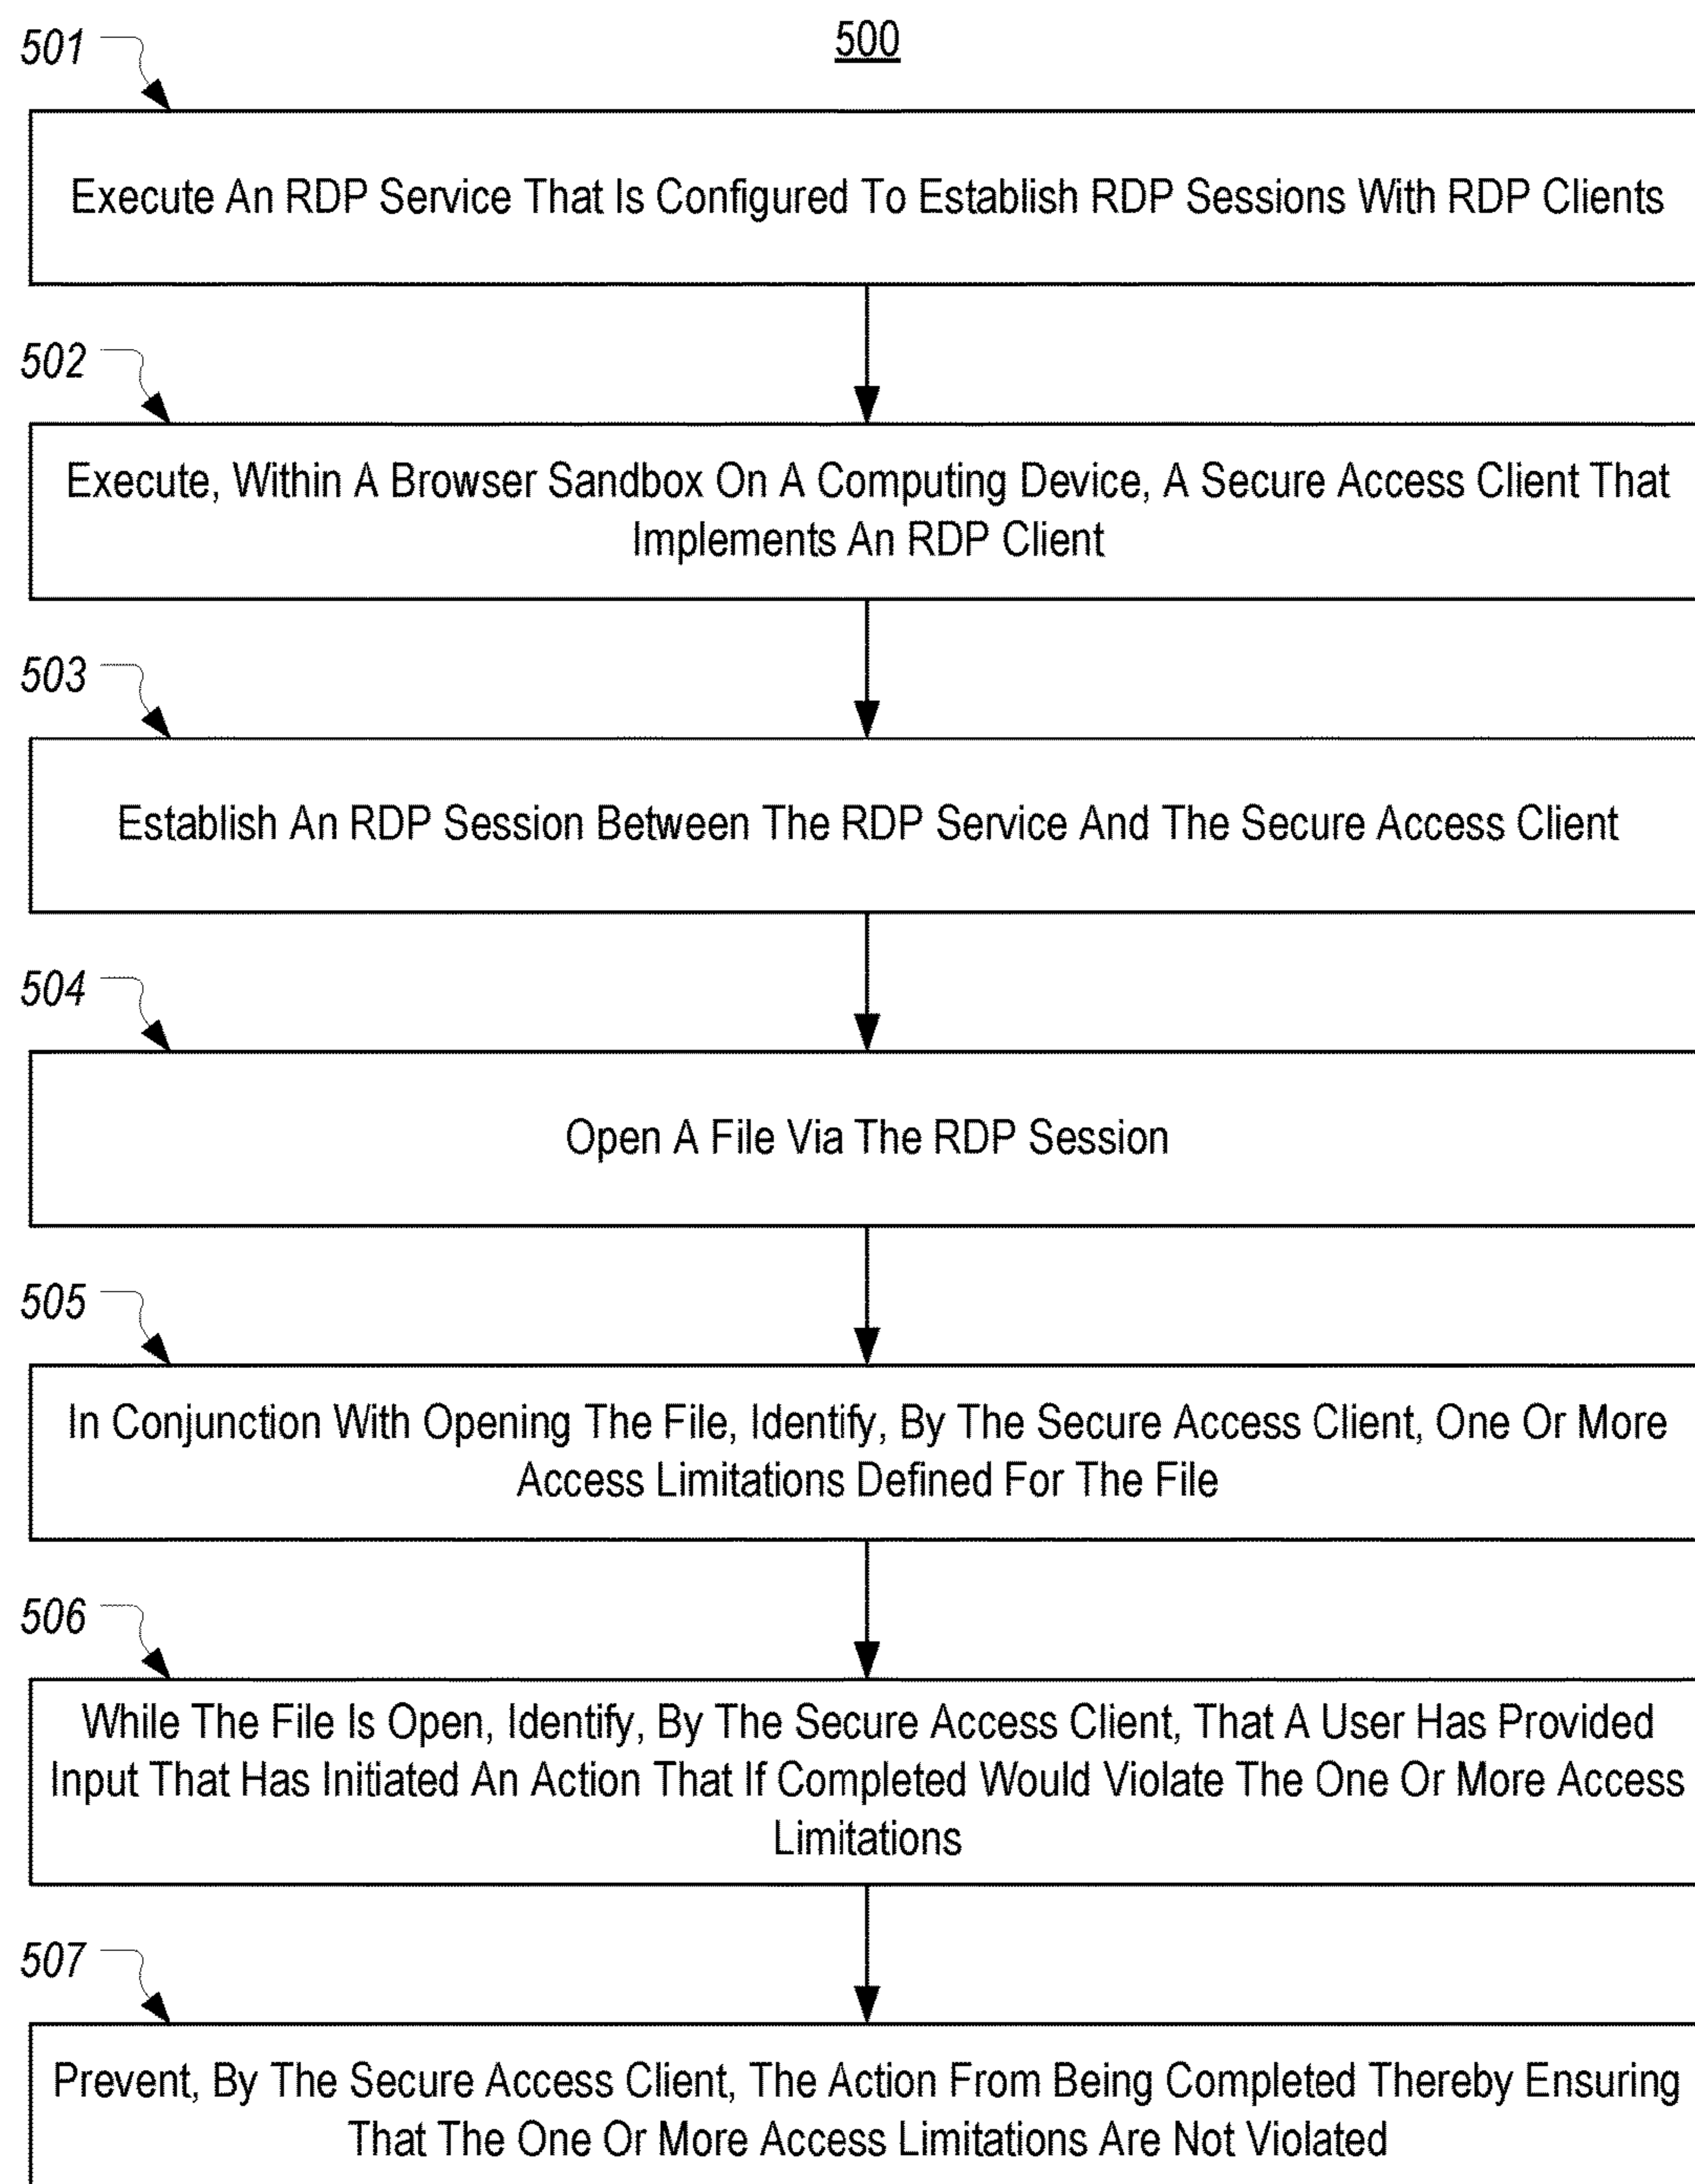 500
501
Execute An RDP Service That Is Configured To Establish RDP Sessions With RDP Clients
502
Execute, Within A Browser Sandbox On A Computing Device, A Secure Access Client That
Implements An RDP Client
503
Establish An RDP Session Between The RDP Service And The Secure Access Client
504
Open A File Via The RDP Session
505
In Conjunction With Opening The File, Identify, By The Secure Access Client, One Or More
Access Limitations Defined For The File
506
While The File Is Open, Identify, By The Secure Access Client, That A User Has Provided
Input That Has Initiated An Action That If Completed Would Violate The One Or More Access
Limitations
507
Prevent, By The Secure Access Client, The Action From Being Completed Thereby Ensuring
That The One Or More Access Limitations Are Not Violated